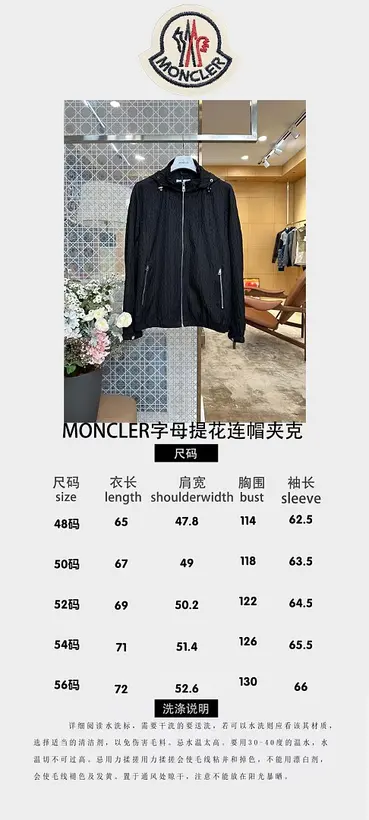 MONCLER
MONCLER字母提花连帽夹克
尺码
尺码 衣长 肩宽 胸围 袖长
size length shoulderwidth bust sleeve
48码 65 47.8 114 62.5
50码 67 49 118 63.5
52码 69 50.2 122 64.5
54码 71 51.4 126 65.5
56码 72 52.6 130 66
洗涤说明
详细阅读水洗标，需要干洗的要送洗，若可以水洗则应看该其材质，
选择适当的清洁剂，以免伤害毛料。忌水温太高，要用30-40度的温水，水
温切不可过高。忌用力揉搓用力揉搓会使毛线粘并和掉色，不能用漂白剂，
会使毛线褪色及发黄。置于通风处晾干，注意不能放在阳光暴晒。